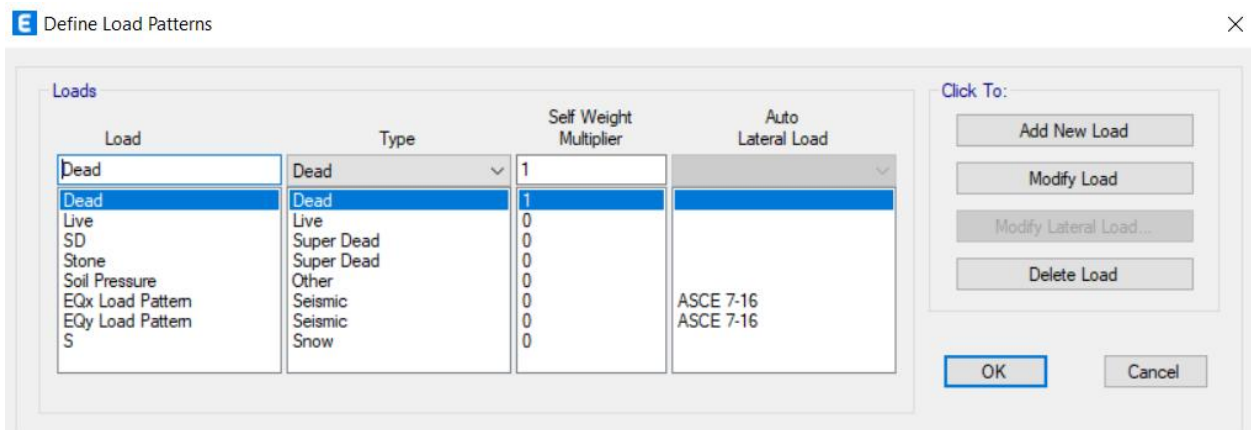 E Define Load Patterns
Loads
Click To:
Load Type Self Weight Multiplier Auto Lateral Load
Dead Dead 1
Dead Dead 1
Live Live 0
SD Super Dead 0
Stone Super Dead 0
Soil Pressure Other 0
EQx Load Pattern Seismic 0 ASCE 7-16
EQy Load Pattern Seismic 0 ASCE 7-16
S Snow 0
Add New Load
Modify Load
Modify Lateral Load...
Delete Load
OK Cancel